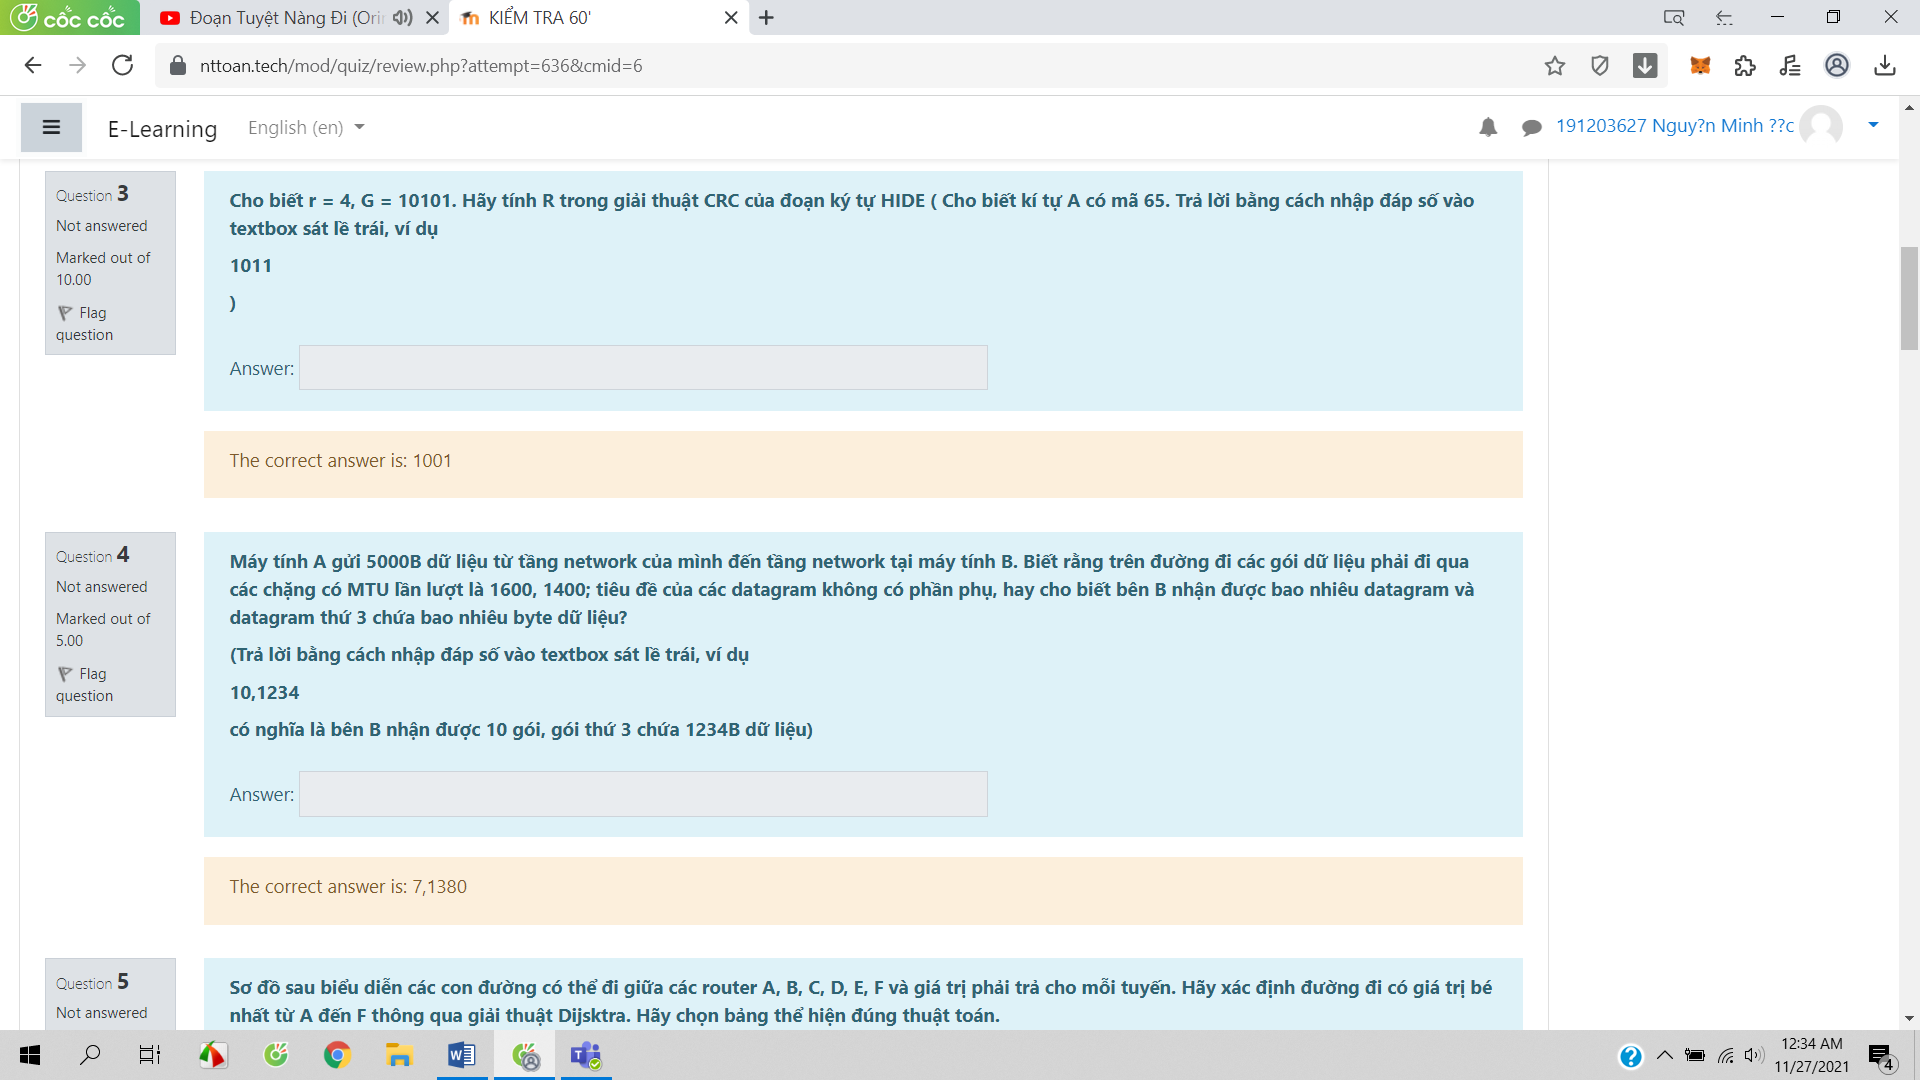 cốc cốc
Đoạn Tuyệt Nàng Đi (Ori
KIỂM TRA 60'
nttoan.tech/mod/quiz/review.php?attempt=636&cmid=6
E-Learning
English (en)
191203627 Nguy?n Minh ??c
Question 3
Not answered
Marked out of
10.00
Flag
question
Cho biết r = 4, G = 10101. Hãy tính R trong giải thuật CRC của đoạn ký tự HIDE ( Cho biết kí tự A có mã 65. Trả lời bằng cách nhập đáp số vào
textbox sát lề trái, ví dụ
1011
)
Answer:
The correct answer is: 1001
Question 4
Not answered
Marked out of
5.00
Flag
question
Máy tính A gửi 5000B dữ liệu từ tầng network của mình đến tầng network tại máy tính B. Biết rằng trên đường đi các gói dữ liệu phải đi qua
các chặng có MTU lần lượt là 1600, 1400; tiêu đề của các datagram không có phần phụ, hay cho biết bên B nhận được bao nhiêu datagram và
datagram thứ 3 chứa bao nhiêu byte dữ liệu?
(Trả lời bằng cách nhập đáp số vào textbox sát lề trái, ví dụ
10,1234
có nghĩa là bên B nhận được 10 gói, gói thứ 3 chứa 1234B dữ liệu)
Answer:
The correct answer is: 7,1380
Question 5
Not answered
Sơ đồ sau biểu diễn các con đường có thể đi giữa các router A, B, C, D, E, F và giá trị phải trả cho mỗi tuyến. Hãy xác định đường đi có giá trị bé
nhất từ A đến F thông qua giải thuật Dijsktra. Hãy chọn bảng thể hiện đúng thuật toán.
12:34 AM
11/27/2021
4